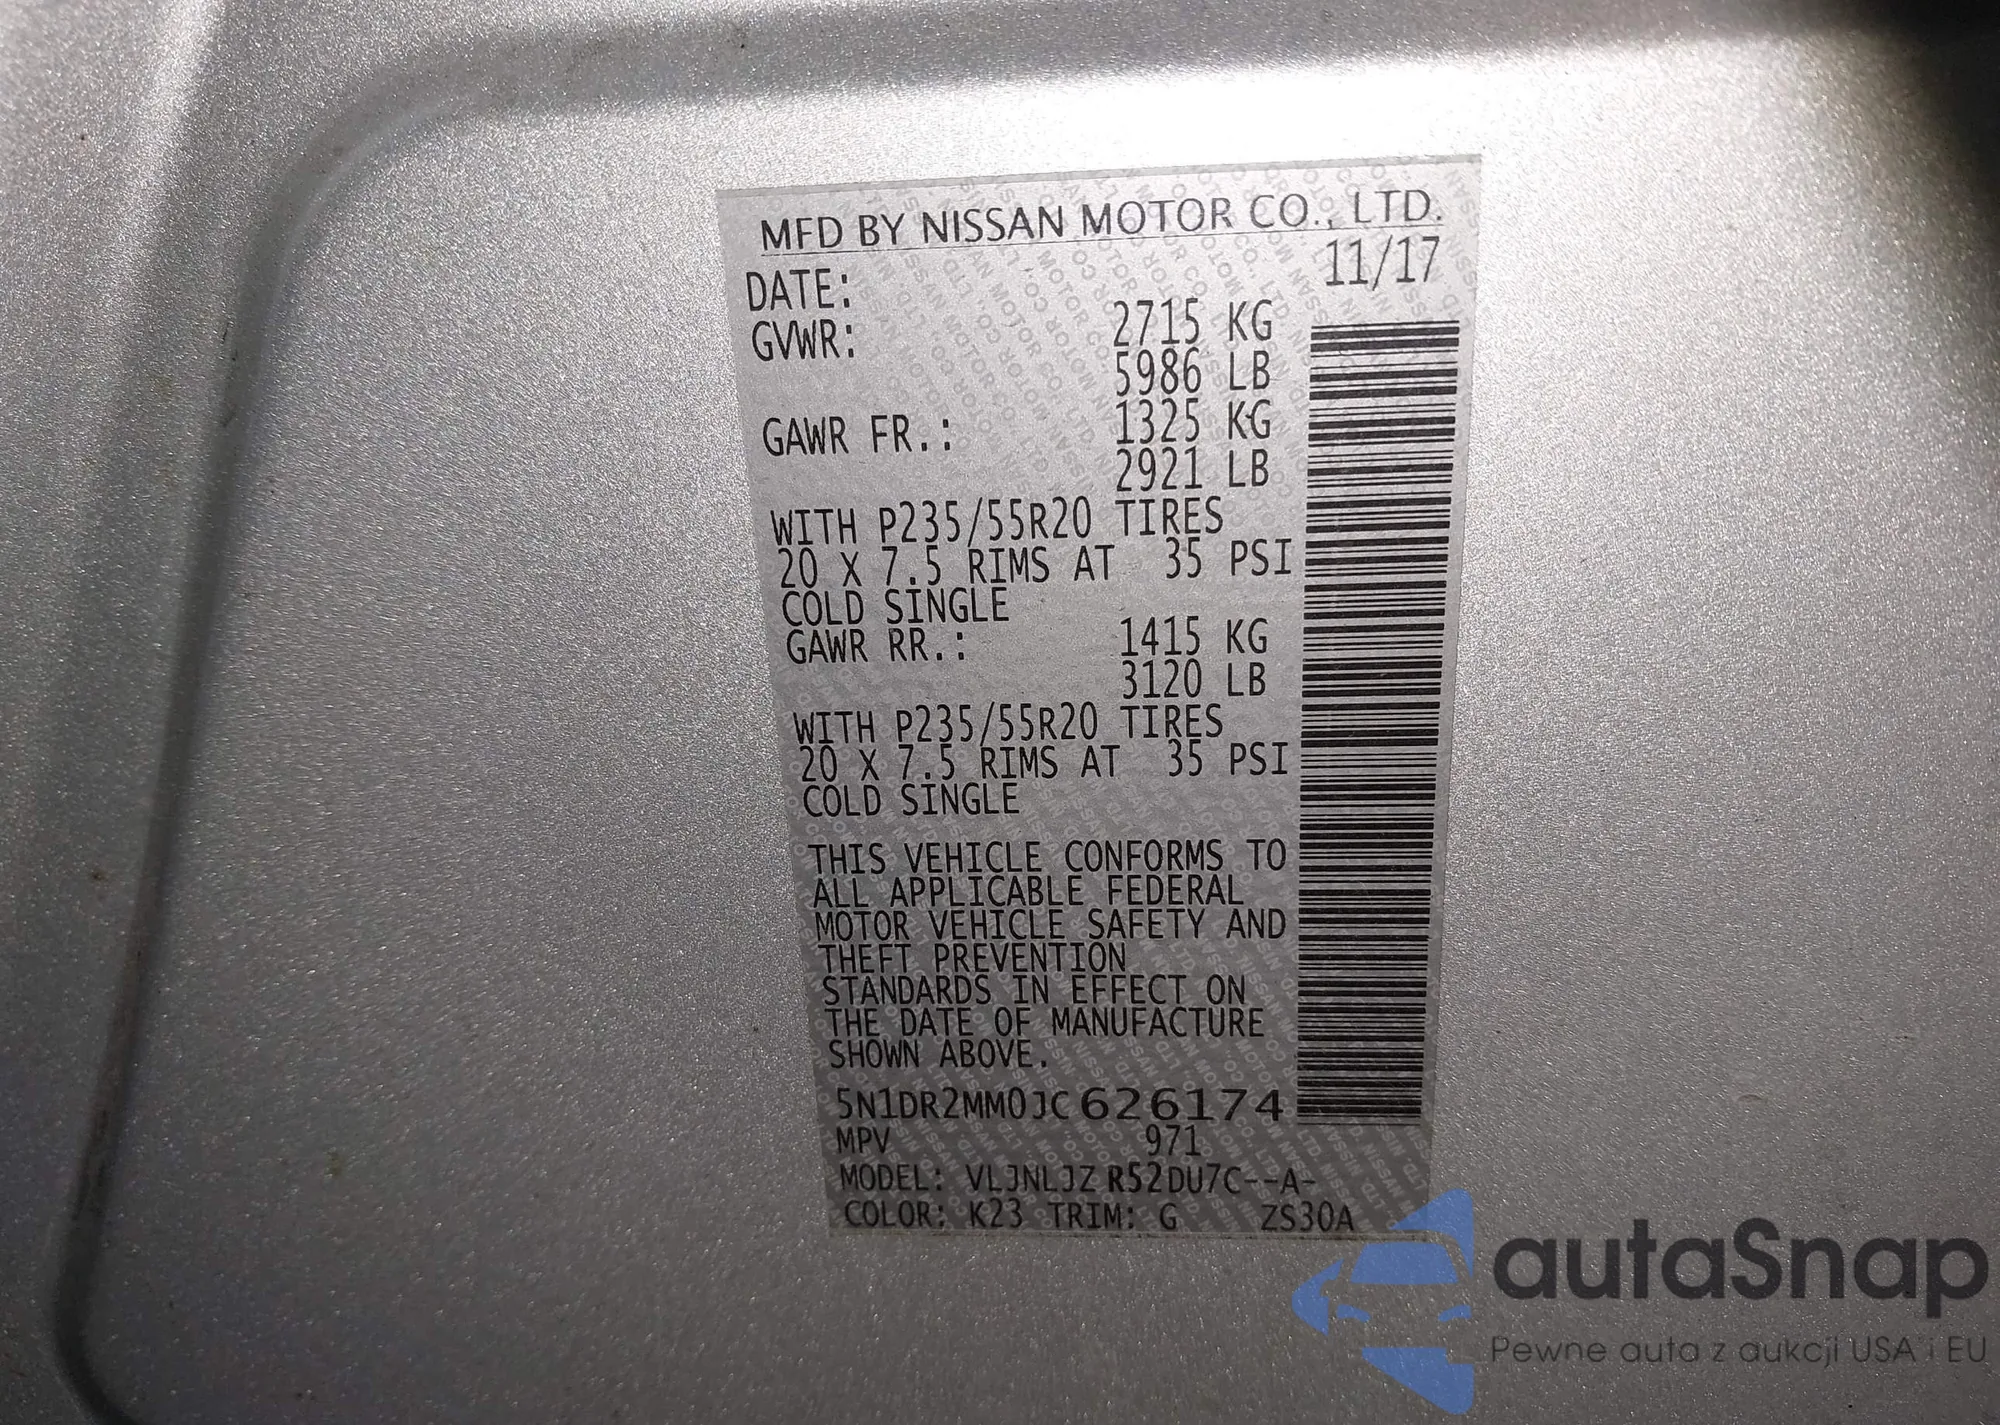 MFD BY NISSAN MOTOR CO., LTD.
DATE: 11/17
GVWR: 2715 KG
5986 LB
GAWR FR.: 1325 KG
2921 LB
WITH P235/55R20 TIRES
20 X 7.5 RIMS AT 35 PSI
COLD SINGLE
GAWR RR.: 1415 KG
3120 LB
WITH P235/55R20 TIRES
20 X 7.5 RIMS AT 35 PSI
COLD SINGLE
THIS VEHICLE CONFORMS TO
ALL APPLICABLE FEDERAL
MOTOR VEHICLE SAFETY AND
THEFT PREVENTION
STANDARDS IN EFFECT ON
THE DATE OF MANUFACTURE
SHOWN ABOVE.
5N1DR2MM0JC626174
MPV 971
MODEL: VLJNLJZ R52DU7C--A-
COLOR: K23 TRIM: G ZS30A
autaSnap
Pewne auta z aukcji USA i EU